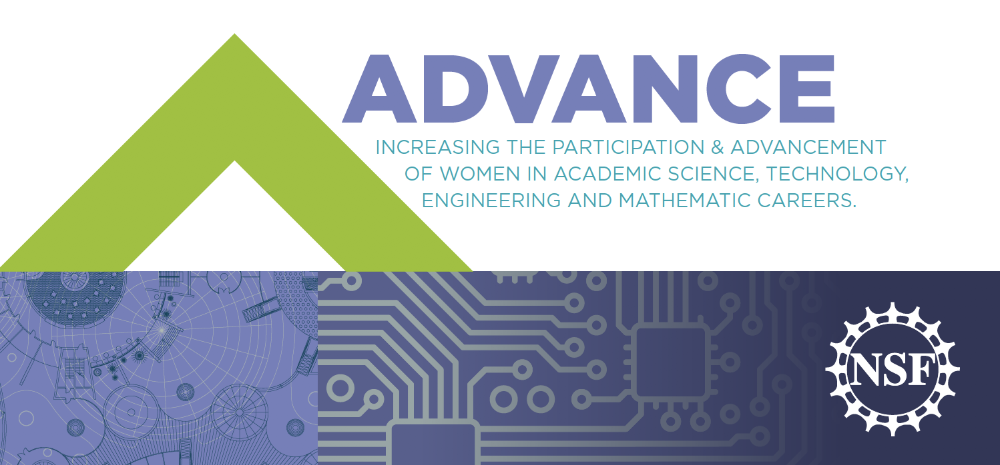 ADVANCE
INCREASING THE PARTICIPATION & ADVANCEMENT
OF WOMEN IN ACADEMIC SCIENCE, TECHNOLOGY,
ENGINEERING AND MATHEMATIC CAREERS.
NSF